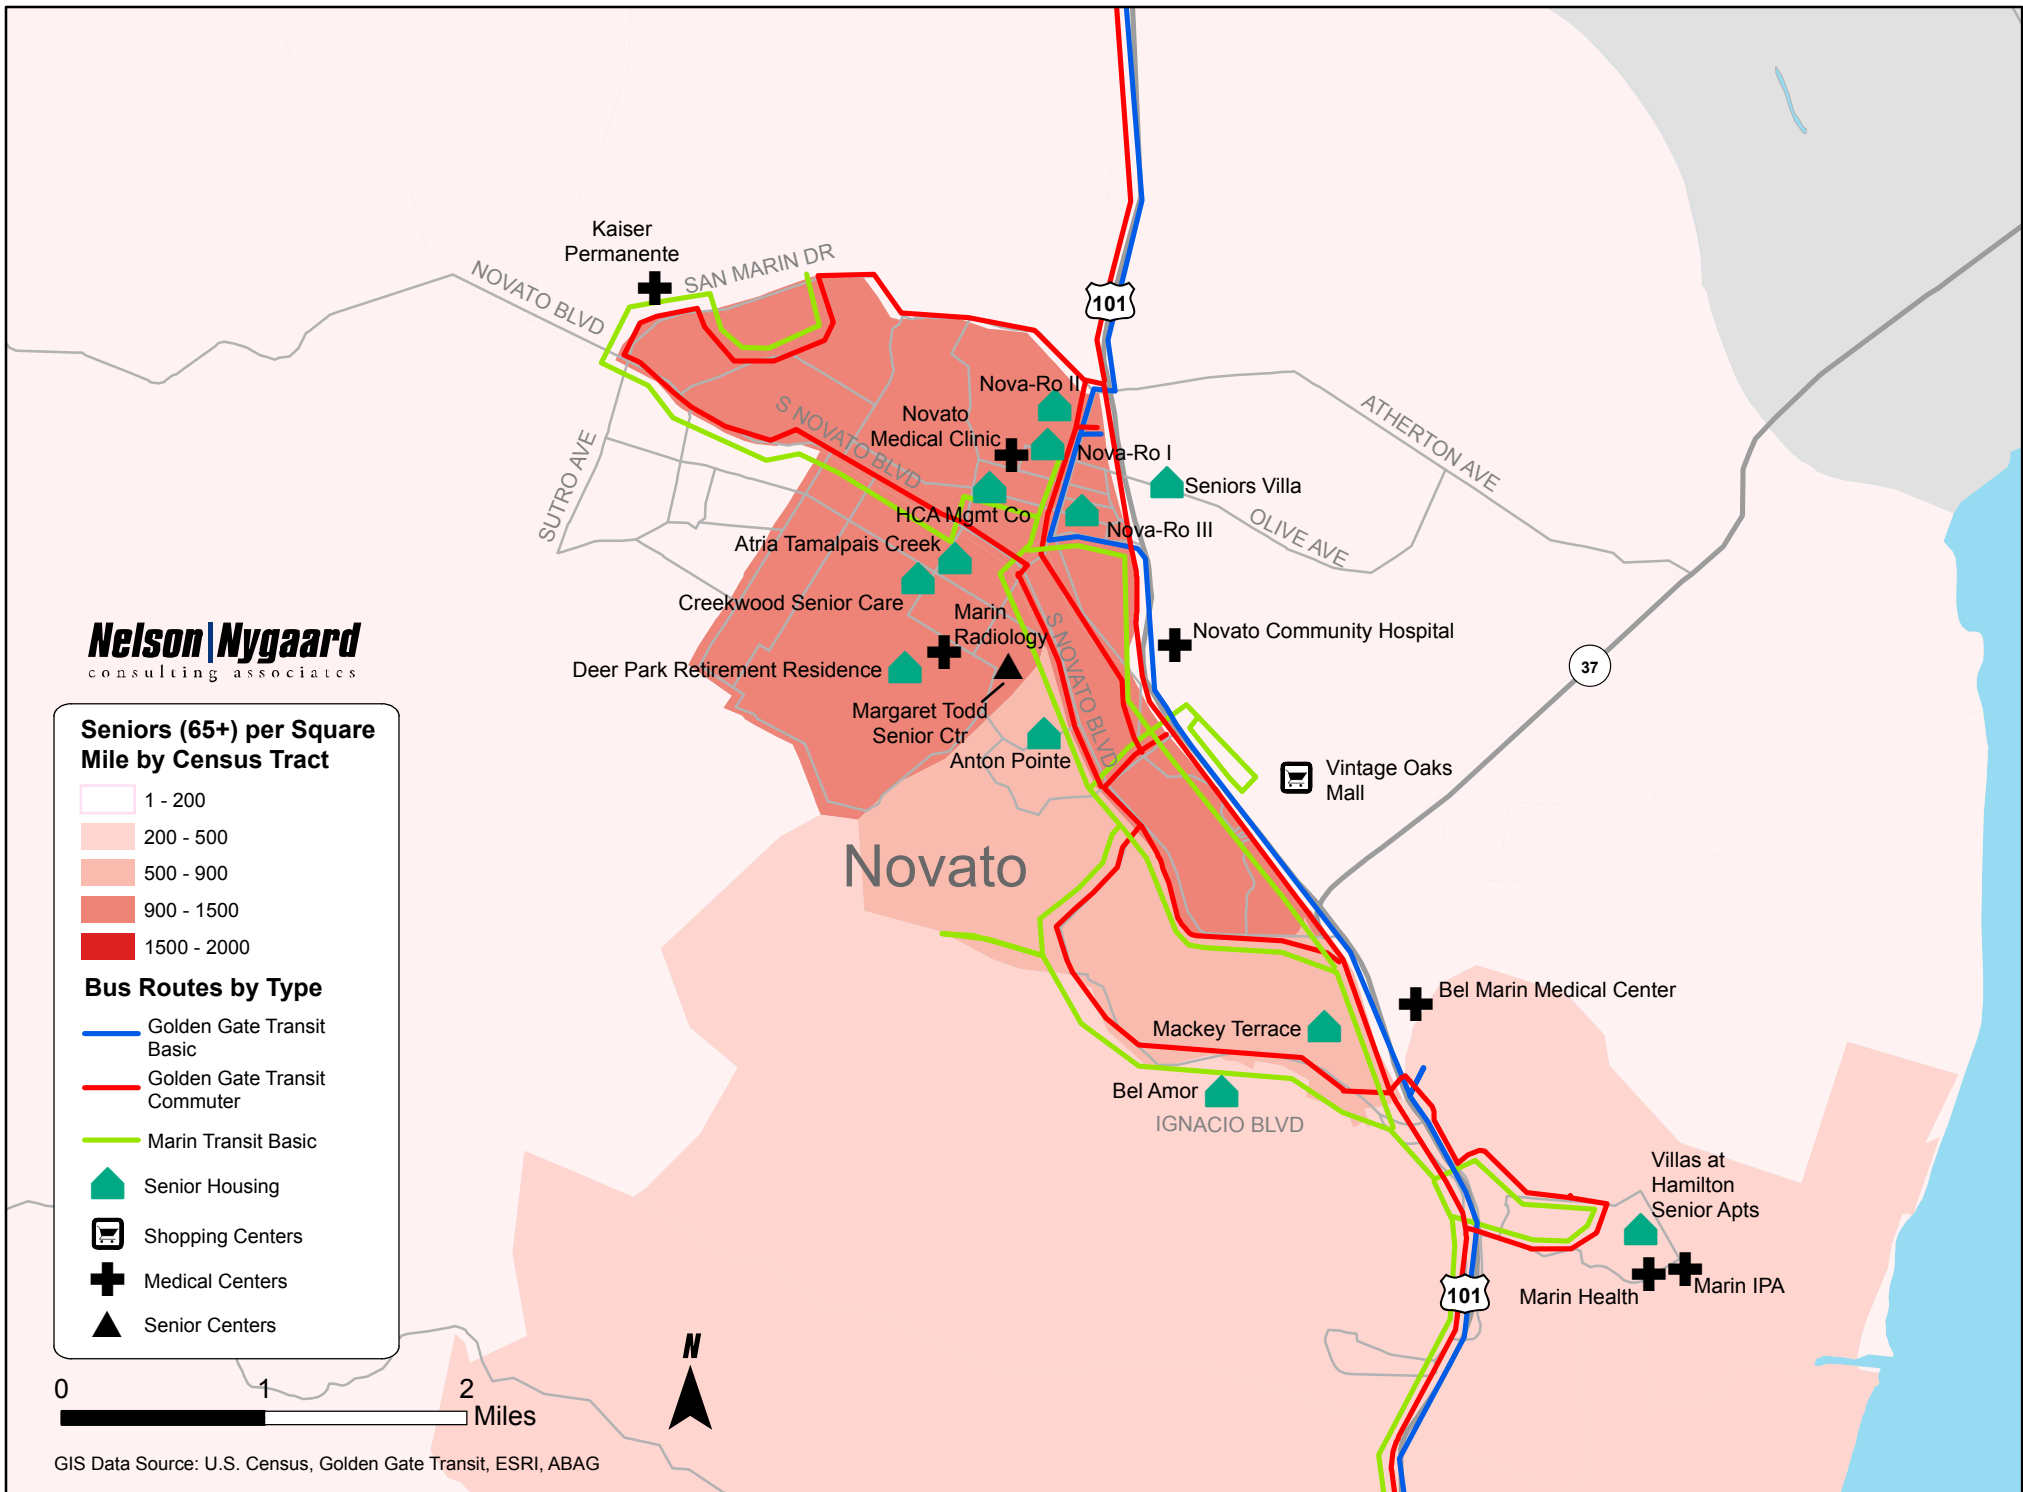 Kaiser
Permanente
SAN MARIN DR
NOVATO BLVD
101
Nova-Ro II
Novato
Medical Clinic
S NOVATO BLVD
Nova-Ro I
ATHERTON AVE
SUTRO AVE
Seniors Villa
HCA Mgmt Co
Nova-Ro III
OLIVE AVE
Atria Tamalpais Creek
Creekwood Senior Care
Marin
Radiology
S NOVATO BLVD
Novato Community Hospital
37
Deer Park Retirement Residence
Margaret Todd
Senior Ctr
Anton Pointe
Vintage Oaks
Mall
Novato
Bel Marin Medical Center
Mackey Terrace
Bel Amor
IGNACIO BLVD
Villas at
Hamilton
Senior Apts
101
Marin Health
Marin IPA
Nelson|Nygaard
consulting associates
Seniors (65+) per Square
Mile by Census Tract
1 - 200
200 - 500
500 - 900
900 - 1500
1500 - 2000
Bus Routes by Type
Golden Gate Transit
Basic
Golden Gate Transit
Commuter
Marin Transit Basic
Senior Housing
Shopping Centers
Medical Centers
Senior Centers
N
0 1 2
Miles
GIS Data Source: U.S. Census, Golden Gate Transit, ESRI, ABAG